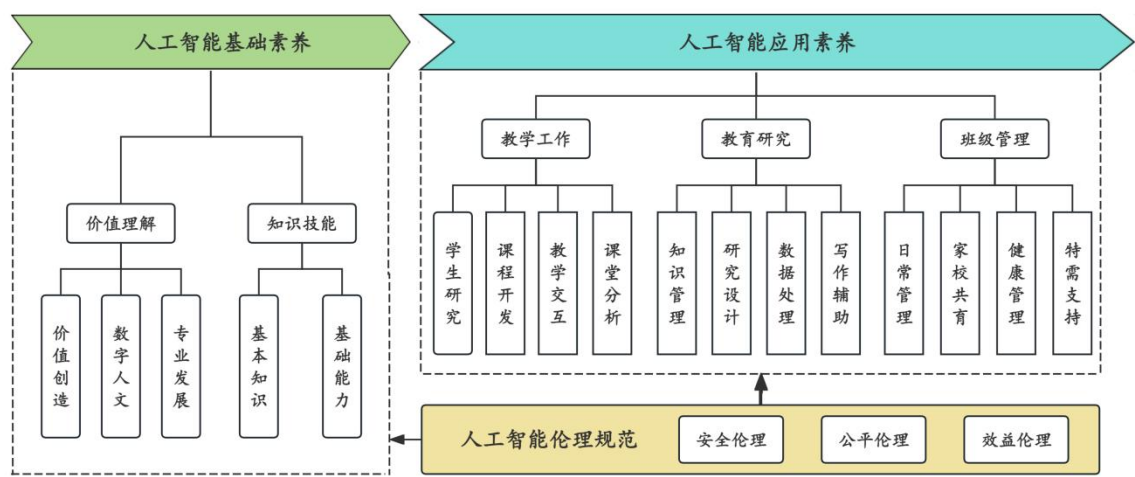 人工智能基础素养
人工智能应用素养
价值理解
知识技能
价值创造
数字人文
专业发展
基本知识
基础能力
教学工作
教育研究
班级管理
学生研究
课程开发
教学交互
课堂分析
知识管理
研究设计
数据处理
写作辅助
日常管理
家校共育
健康管理
特需支持
人工智能伦理规范
安全伦理
公平伦理
效益伦理